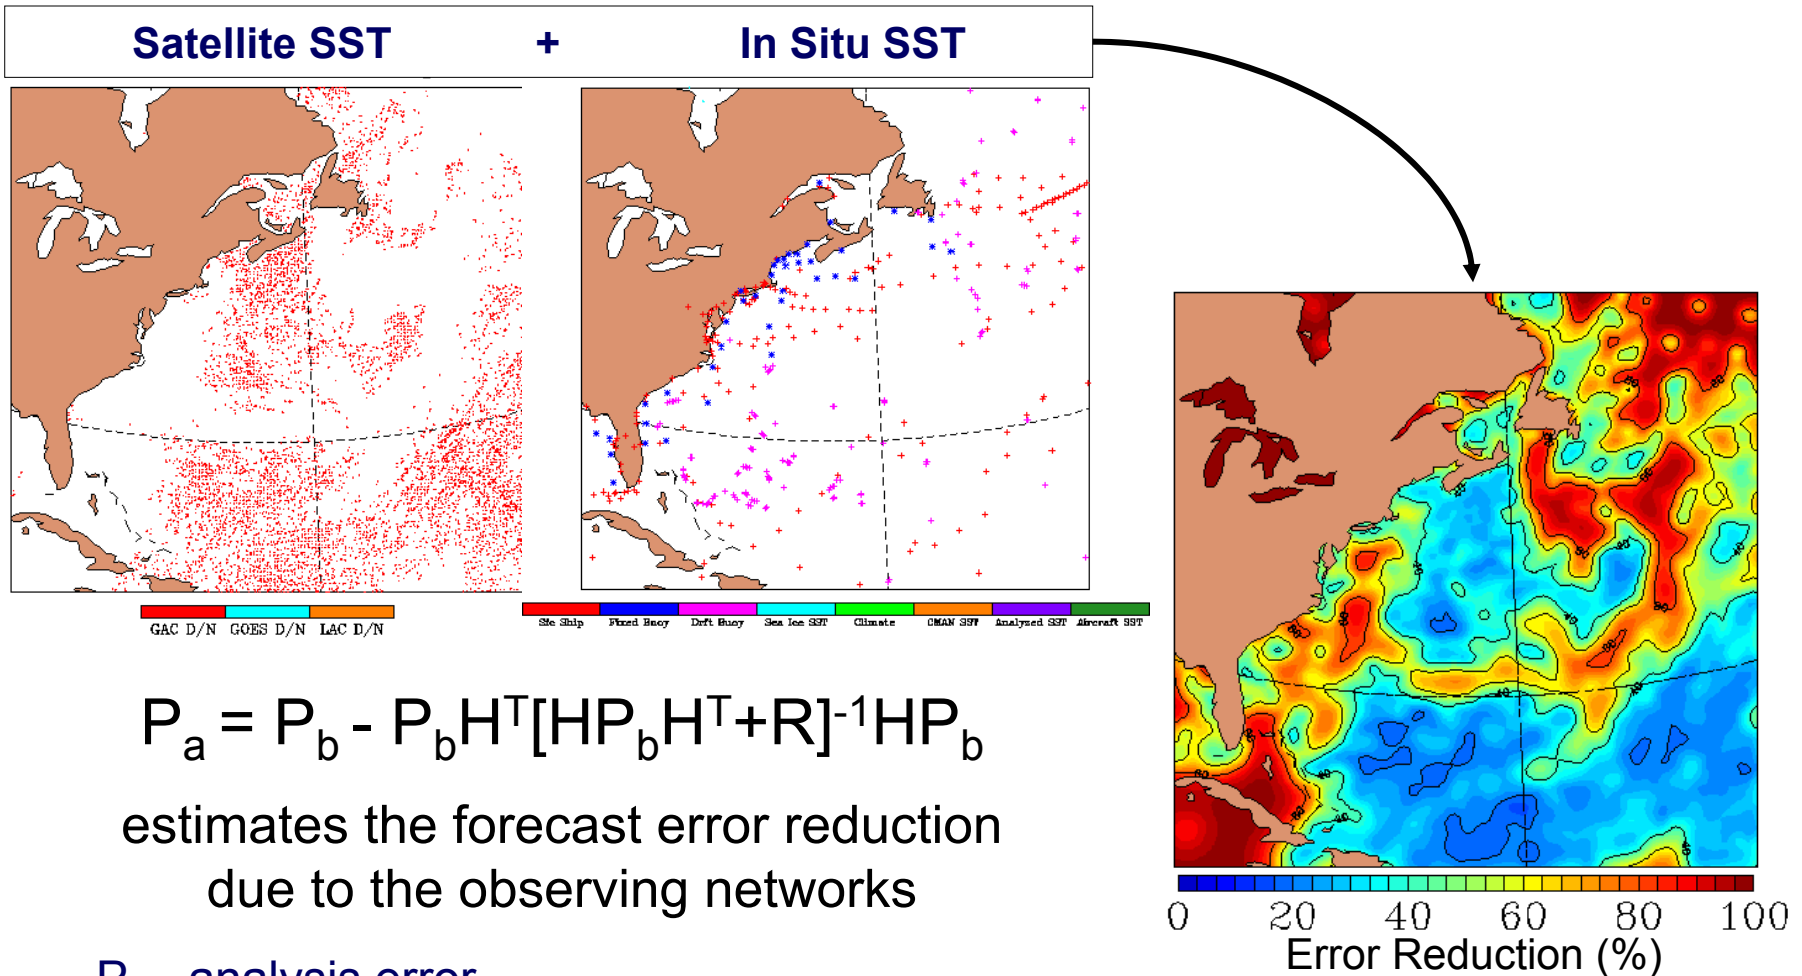 Satellite SST + In Situ SST
GAC D/N GOES D/N LAC D/N
Ship Fixed Buoy Drft Buoy Sea Ice SST Climate CMAN SST Analyzed SST Aircraft SST
Pa = Pb - PbHT[HPbHT+R]-1HPb
estimates the forecast error reduction
due to the observing networks
0 20 40 60 80 100
Error Reduction (%)
analysis error